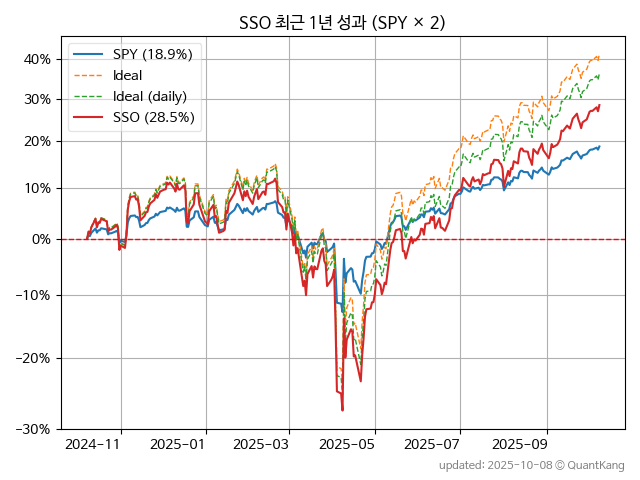 SSO 최근 1년 성과 (SPY × 2)
SPY (18.9%)
Ideal
Ideal (daily)
SSO (28.5%)
40%
30%
20%
10%
0%
−10%
−20%
−30%
2024-11 2025-01 2025-03 2025-05 2025-07 2025-09
updated: 2025-10-08 © QuantKang